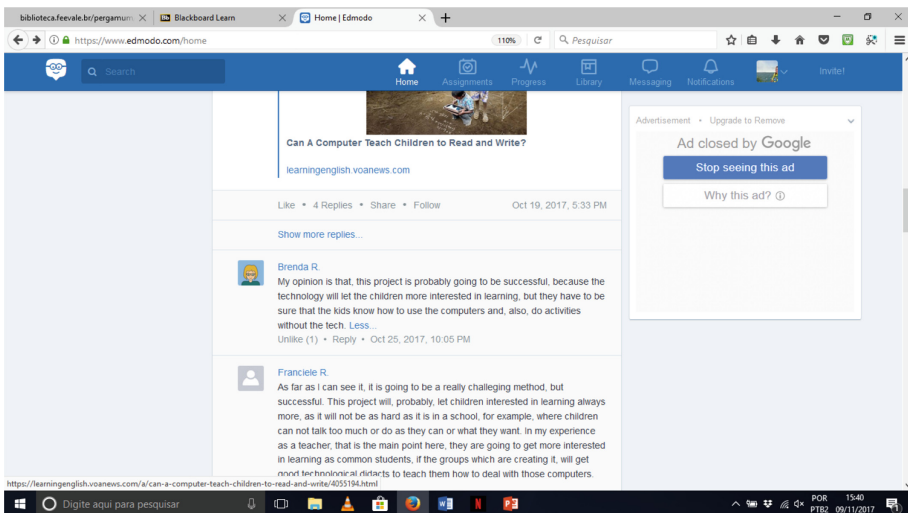 biblioteca.feevale.br/pergamum
Bb
Blackboard Learn
Home | Edmodo
https://www.edmodo.com/home
110%
Pesquisar
Search
Home
Assignments
Progress
Library
Messaging
Notifications
Invite!
Can A Computer Teach Children to Read and Write?
learningenglish.voanews.com
Like • 4 Replies • Share • Follow
Oct 19, 2017, 5:33 PM
Show more replies...
Brenda R.
My opinion is that, this project is probably going to be successful, because the
technology will let the children more interested in learning, but they have to be
sure that the kids know how to use the computers and, also, do activities
without the tech. Less...
Unlike (1) • Reply • Oct 25, 2017, 10:05 PM
Franciele R.
As far as I can see it, it is going to be a really challeging method, but
successful. This project will, probably, let children interested in learning always
more, as it will not be as hard as it is in a school, for example, where children
can not talk too much or do as they can or what they want. In my experience
as a teacher, that is the main point here, they are going to get more interested
in learning as common students, if the groups which are creating it, will get
good technological didacts to teach them how to deal with those computers.
Advertisement • Upgrade to Remove
Ad closed by Google
Stop seeing this ad
Why this ad?
https://learningenglish.voanews.com/a/can-a-computer-teach-children-to-read-and-write/4055194.html
Digite aqui para pesquisar
POR
PTB2
15:40
09/11/2017